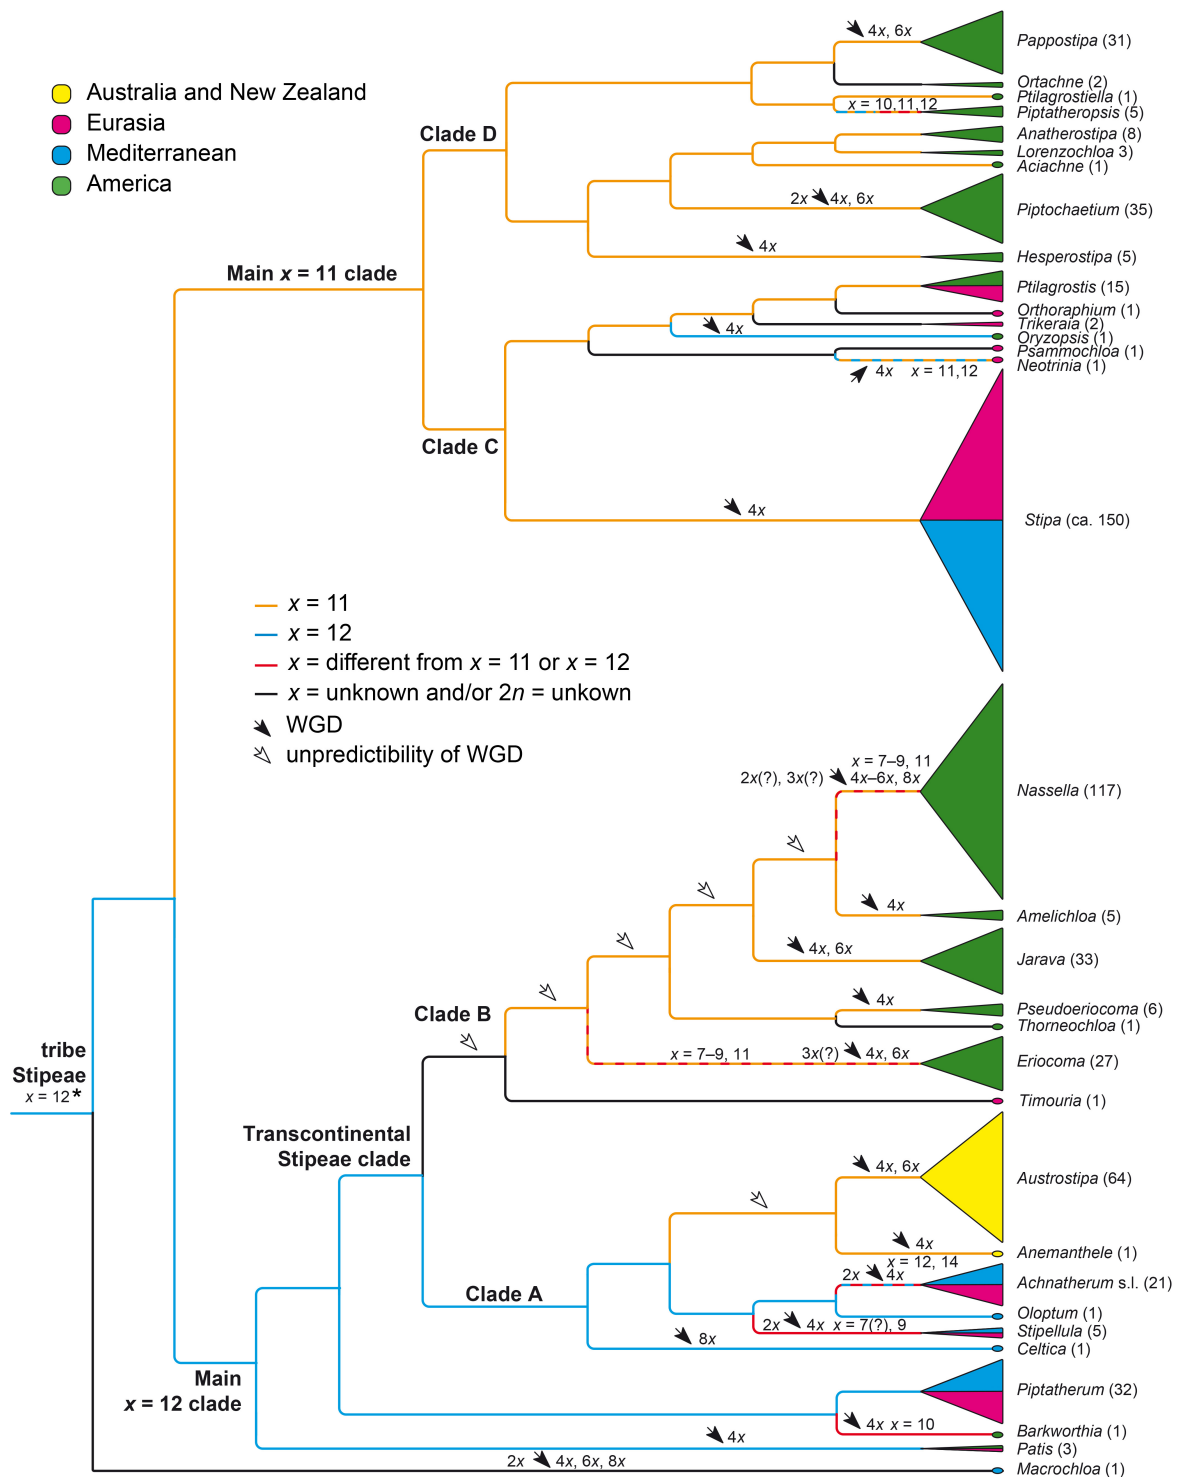 Australia and New Zealand
Eurasia
Mediterranean
America
4x, 6x
Pappostipa (31)
Ortachne (2)
Ptilagrostiella (1)
x = 10,11,12
Piptatheropsis (5)
Clade D
Anatherostipa (8)
Lorenzochloa 3)
Aciachne (1)
2x 4x, 6x
Piptochaetium (35)
4x
Hesperostipa (5)
Main x = 11 clade
Ptilagrostis (15)
Orthoraphium (1)
Trikeraia (2)
4x
Oryzopsis (1)
Psammochloa (1)
Neotrinia (1)
4x x = 11,12
Clade C
4x
Stipa (ca. 150)
x = 11
x = 12
x = different from x = 11 or x = 12
x = unknown and/or 2n = unkown
WGD
unpredictibility of WGD
x = 7–9, 11
2x(?), 3x(?) 4x–6x, 8x
Nassella (117)
4x
Amelichloa (5)
4x, 6x
Jarava (33)
4x
Pseudoeriocoma (6)
Thorneochloa (1)
Clade B
x = 7–9, 11 3x(?) 4x, 6x
Eriocoma (27)
Timouria (1)
tribe
Stipeae
x = 12*
Transcontinental
Stipeae clade
4x, 6x
Austrostipa (64)
4x
Anemanthele (1)
x = 12, 14
2x 4x
Achnatherum s.l. (21)
Clade A
Oloptum (1)
2x 4x x = 7(?), 9
Stipellula (5)
8x
Celtica (1)
Main
x = 12 clade
Piptatherum (32)
4x x = 10
Barkworthia (1)
4x
Patis (3)
2x 4x, 6x, 8x
Macrochloa (1)